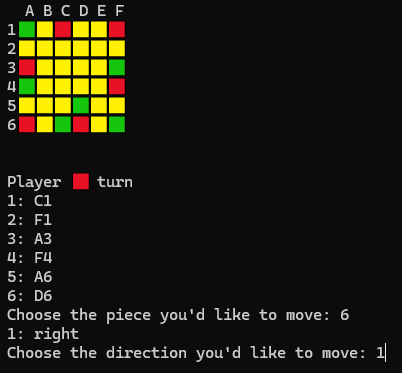 A B C D E F
1
2
3
4
5
6
Player turn
1: C1
2: F1
3: A3
4: F4
5: A6
6: D6
Choose the piece you'd like to move: 6
1: right
Choose the direction you'd like to move: 1